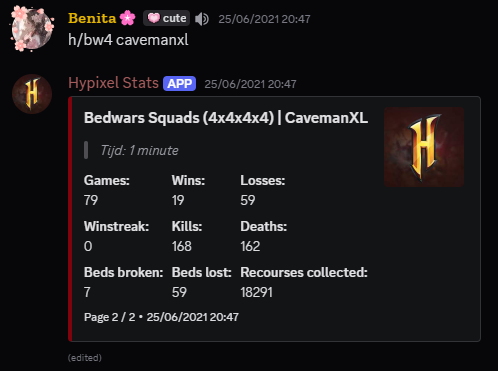 Benita 🌸 💗 cute 25/06/2021 20:47
h/bw4 cavemanxl
Hypixel Stats APP 25/06/2021 20:47
Bedwars Squads (4x4x4x4) | CavemanXL
Tijd: 1 minute
Games: Wins: Losses:
79 19 59
Winstreak: Kills: Deaths:
0 168 162
Beds broken: Beds lost: Recourses collected:
7 59 18291
Page 2 / 2 • 25/06/2021 20:47
(edited)